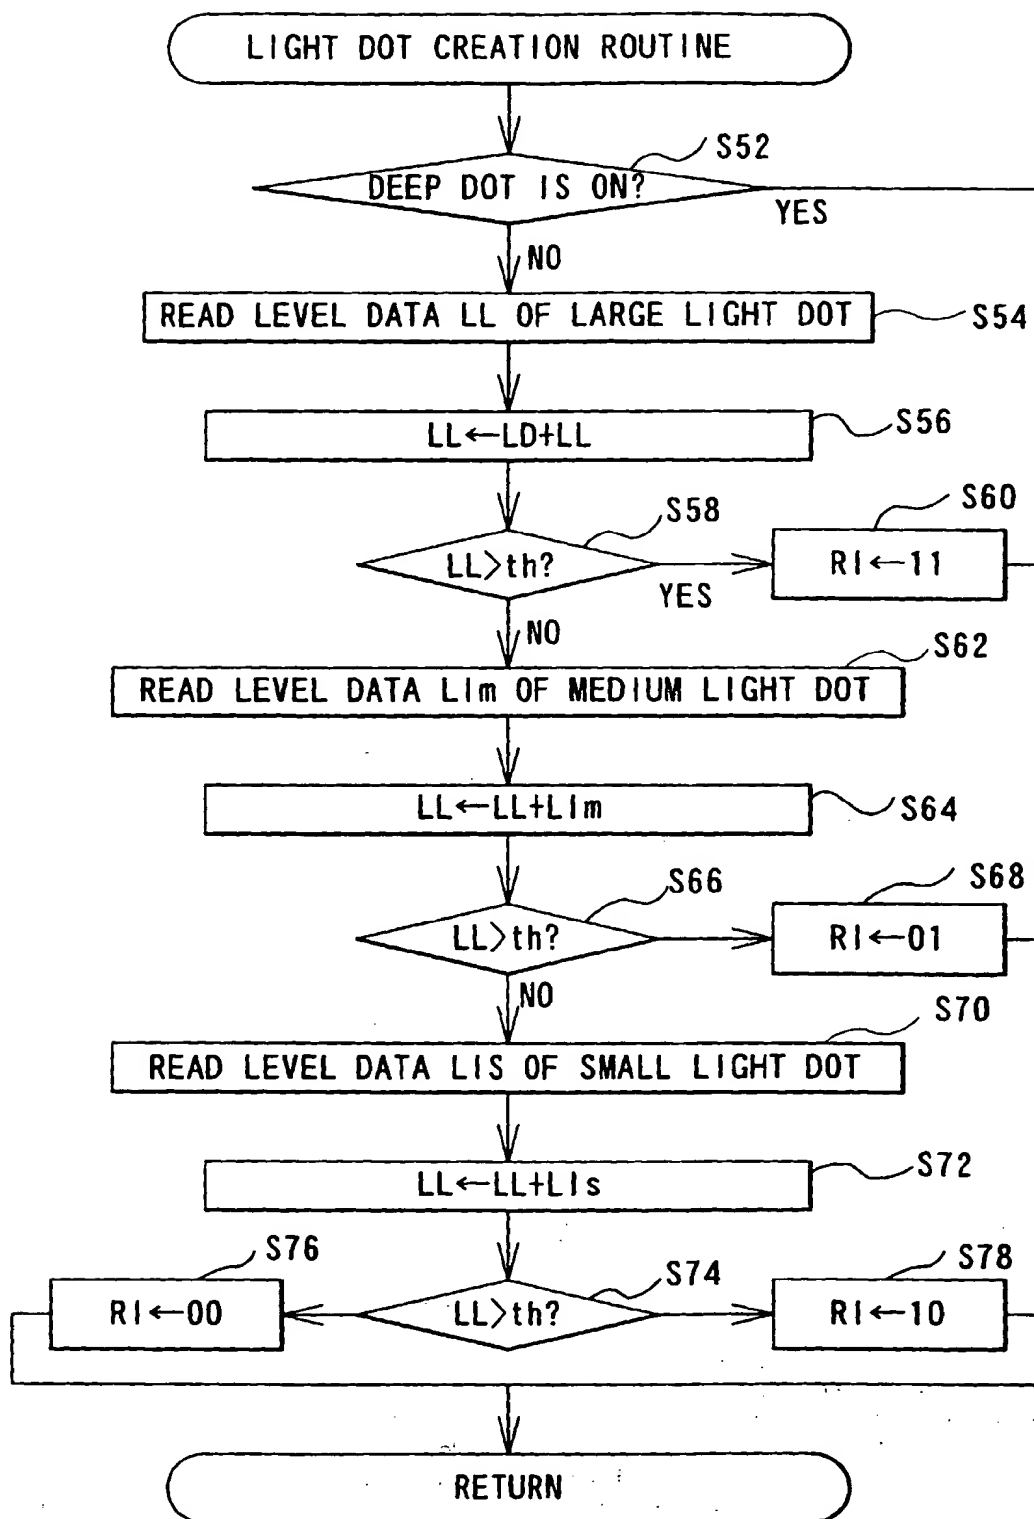 LIGHT DOT CREATION ROUTINE
S52
DEEP DOT IS ON?
YES
NO
READ LEVEL DATA LL OF LARGE LIGHT DOT
S54
LL←LD+LL
S56
S58
LL>th?
YES
S60
RI←11
NO
S62
READ LEVEL DATA LIm OF MEDIUM LIGHT DOT
LL←LL+LIm
S64
S66
LL>th?
S68
RI←01
NO
S70
READ LEVEL DATA LIS OF SMALL LIGHT DOT
LL←LL+LIs
S72
S76
RI←00
S74
LL>th?
S78
RI←10
RETURN